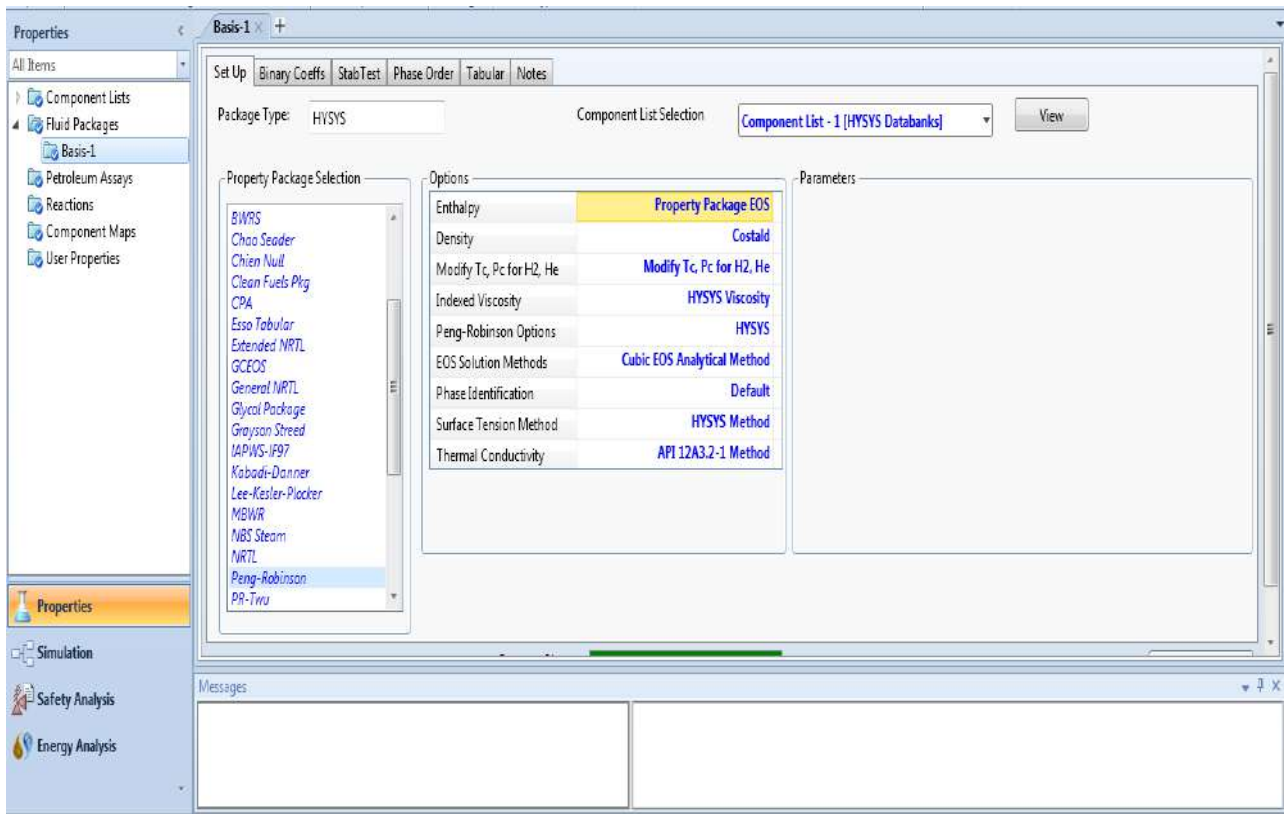 Properties
All Items
Component Lists
Fluid Packages
Basis-1
Petroleum Assays
Reactions
Component Maps
User Properties
Properties
Simulation
Safety Analysis
Energy Analysis
Basis-1
Set Up Binary Coeffs StabTest Phase Order Tabular Notes
Package Type: HYSYS Component List Selection Component List - 1 [HYSYS Databanks] View
Property Package Selection
BWRS
Chao Seader
Chien Null
Clean Fuels Pkg
CPA
Esso Tabular
Extended NRTL
GCEOS
General NRTL
Glycol Package
Grayson Streed
IAPWS-IF97
Kabadi-Danner
Lee-Kesler-Plocker
MBWR
NBS Steam
NRTL
Peng-Robinson
PR-Twu
Options
Enthalpy Property Package EOS
Density Costald
Modify Tc, Pc for H2, He Modify Tc, Pc for H2, He
Indexed Viscosity HYSYS Viscosity
Peng-Robinson Options HYSYS
EOS Solution Methods Cubic EOS Analytical Method
Phase Identification Default
Surface Tension Method HYSYS Method
Thermal Conductivity API 12A3.2-1 Method
Parameters
Messages